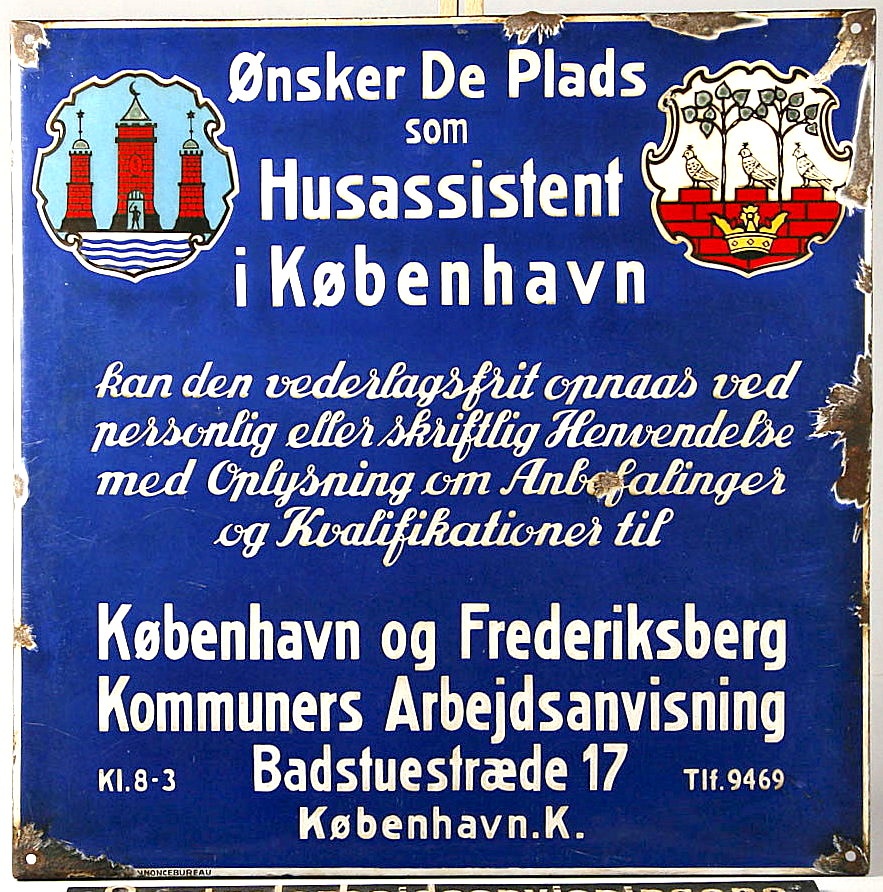 Ønsker De Plads
som
Husassistent
i København
kan den vederlagsfrit opnaas ved
personlig eller skriftlig Henvendelse
med Oplysning om Anbefalinger
og Kvalifikationer til
København og Frederiksberg
Kommuners Arbejdsanvisning
Kl. 8-3 Badstuestræde 17 Tlf. 9469
København. K.